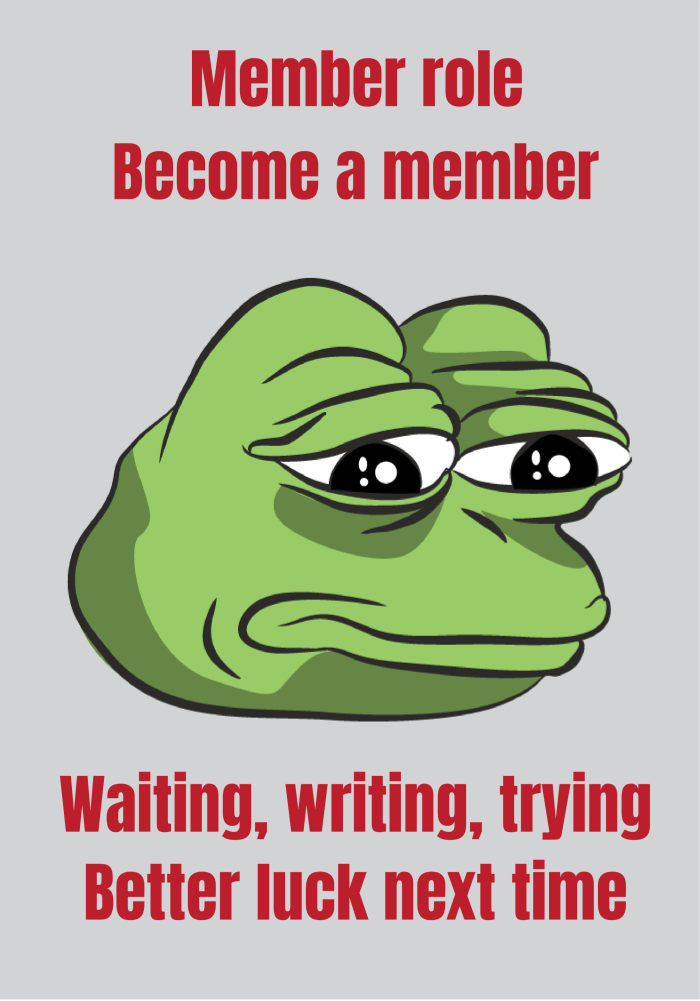 Member role
Become a member
Waiting, writing, trying
Better luck next time